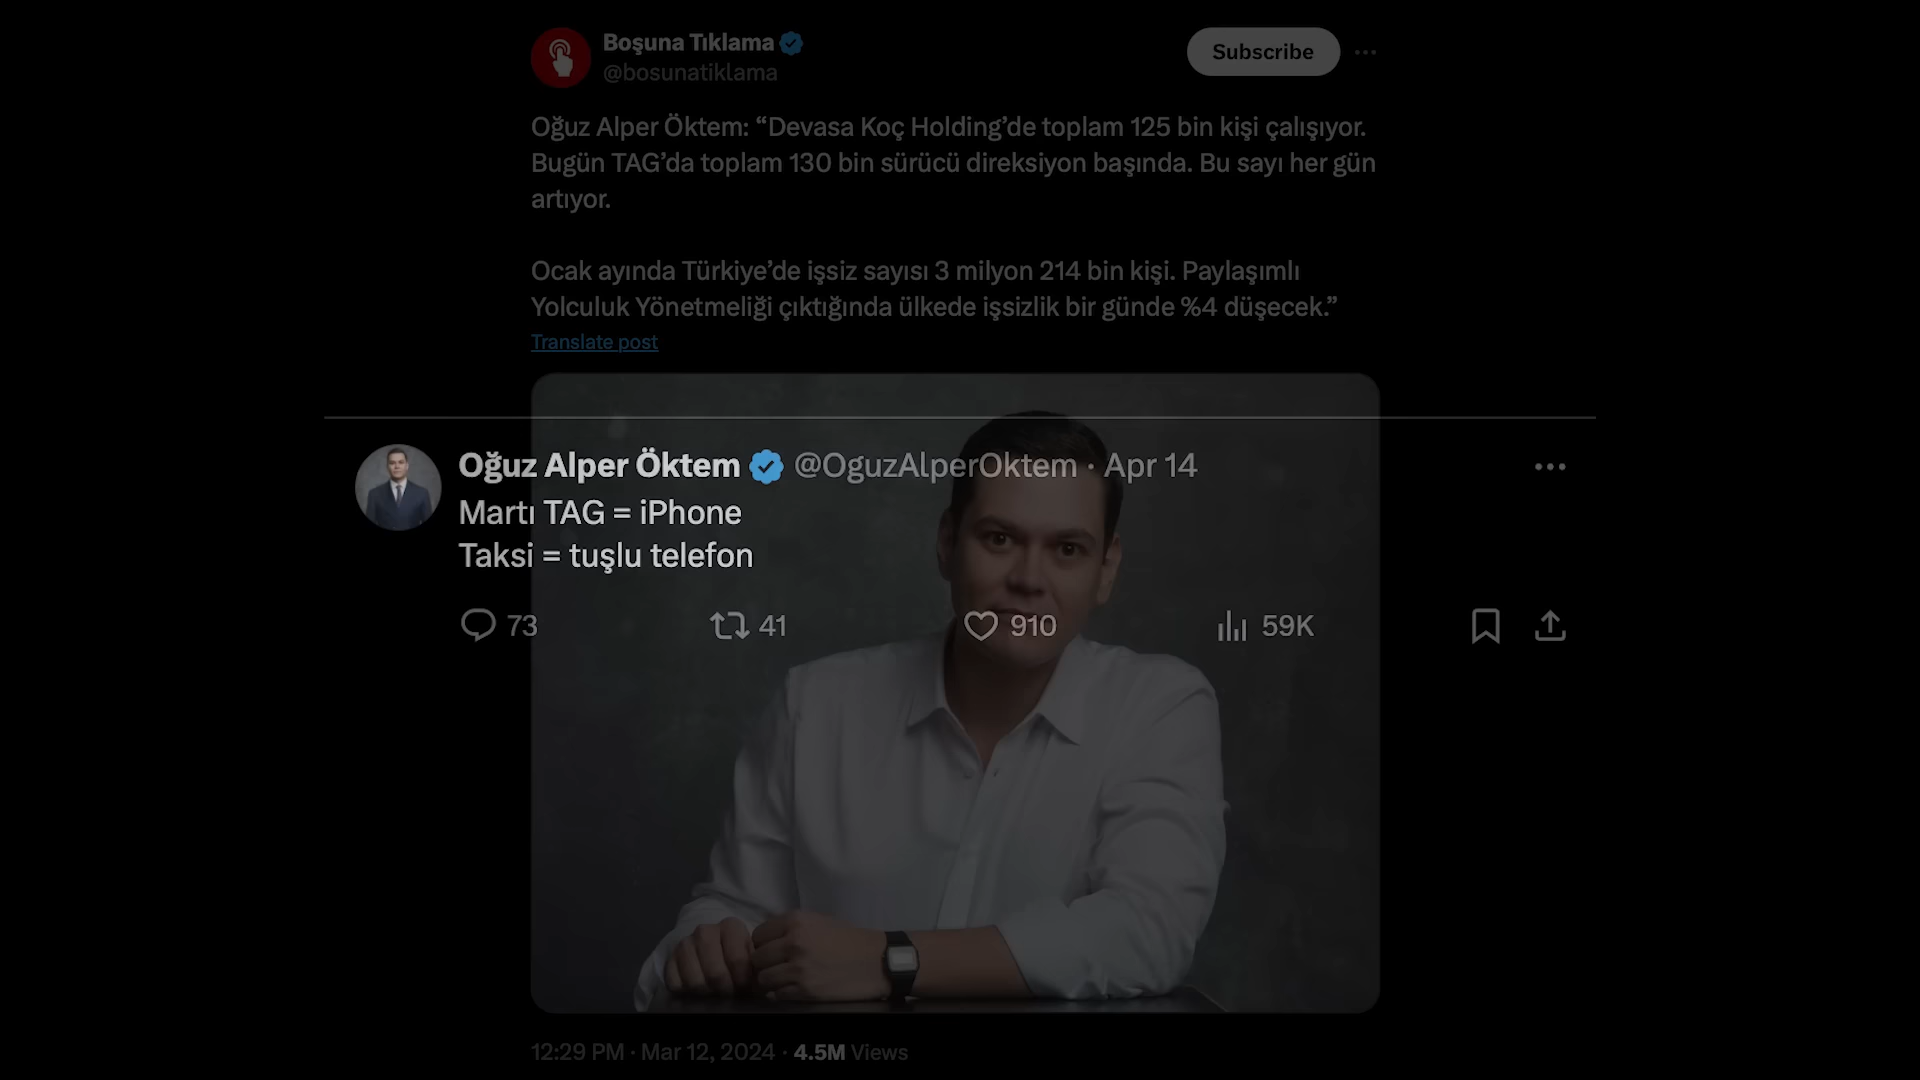 Boşuna Tıklama
@bosunatiklama
Subscribe
Oğuz Alper Öktem: “Devasa Koç Holding’de toplam 125 bin kişi çalışıyor.
Bugün TAG’da toplam 130 bin sürücü direksiyon başında. Bu sayı her gün
artıyor.
Ocak ayında Türkiye’de işsiz sayısı 3 milyon 214 bin kişi. Paylaşımlı
Yolculuk Yönetmeliği çıktığında ülkede işsizlik bir günde %4 düşecek.”
Translate post
Oğuz Alper Öktem @OguzAlperOktem · Apr 14
Martı TAG = iPhone
Taksi = tuşlu telefon
73 41 910 59K
12:29 PM · Mar 12, 2024 · 4.5M Views